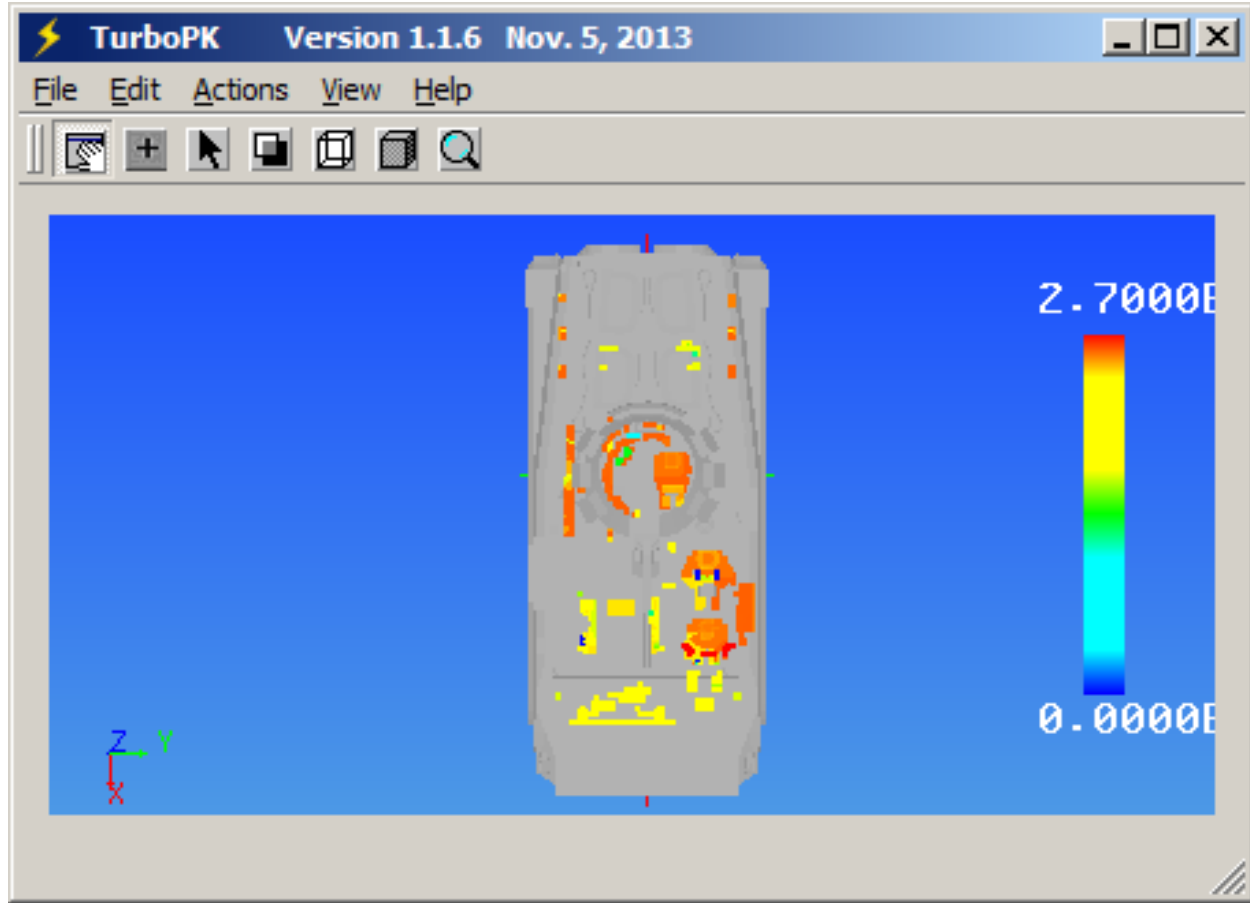 TurboPK Version 1.1.6 Nov. 5, 2013
File Edit Actions View Help
2.7000E
0.0000E
Z Y
X